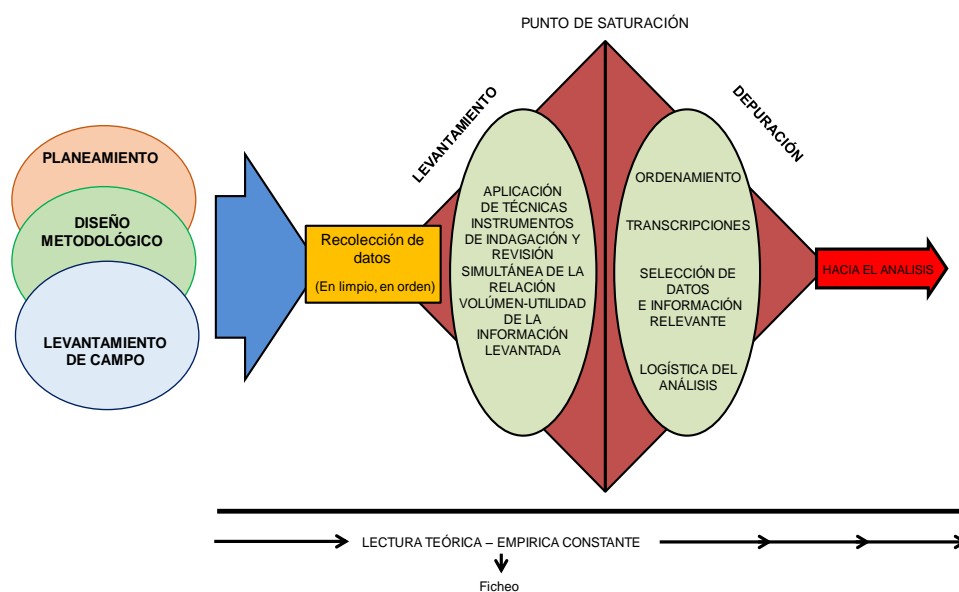 PUNTO DE SATURACIÓN
LEVANTAMIENTO
DEPURACIÓN
PLANEAMIENTO
DISEÑO
METODOLÓGICO
LEVANTAMIENTO
DE CAMPO
Recolección de
datos
(En limpio, en orden)
APLICACIÓN
DE TÉCNICAS
INSTRUMENTOS
DE INDAGACIÓN Y
REVISIÓN
SIMULTÁNEA DE LA
RELACIÓN
VOLÚMEN-UTILIDAD
DE LA
INFORMACIÓN
LEVANTADA
ORDENAMIENTO
TRANSCRIPCIONES
SELECCIÓN DE
DATOS
E INFORMACIÓN
RELEVANTE
LOGÍSTICA DEL
ANÁLISIS
HACIA EL ANALISIS
LECTURA TEÓRICA – EMPIRICA CONSTANTE
Ficheo